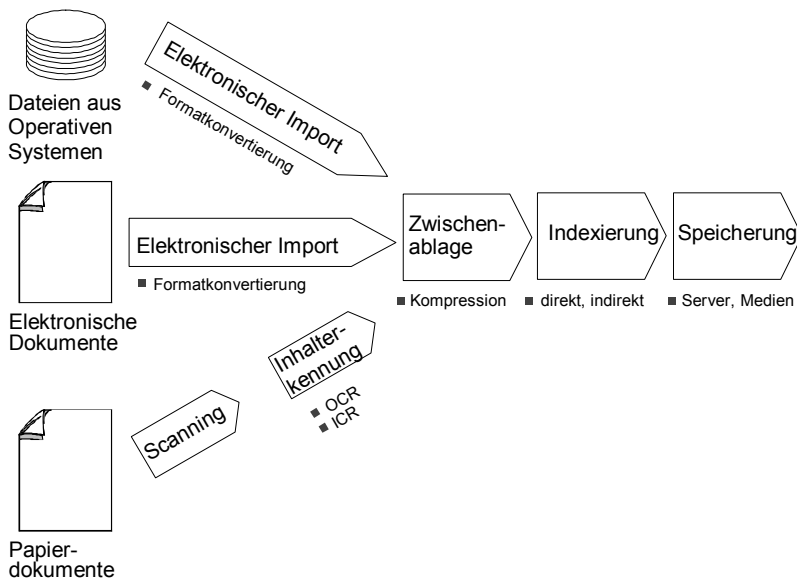 Dateien aus
Operativen
Systemen
Elektronischer Import
■ Formatkonvertierung
Elektronische
Dokumente
Elektronischer Import
■ Formatkonvertierung
Papier-
dokumente
Scanning
Inhalter-
kennung
■ OCR
■ ICR
Zwischen-
ablage
■ Kompression
Indexierung
■ direkt, indirekt
Speicherung
■ Server, Medien